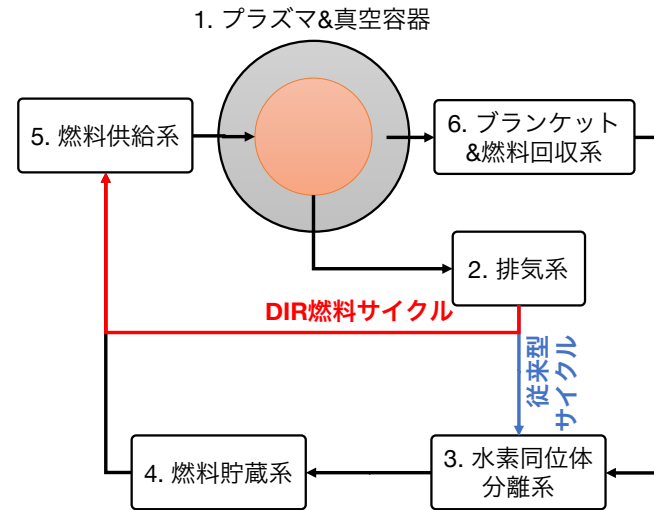 1. プラズマ&真空容器
5. 燃料供給系
6. ブランケット
&燃料回収系
2. 排気系
DIR燃料サイクル
従来型
サイクル
4. 燃料貯蔵系
3. 水素同位体
分離系